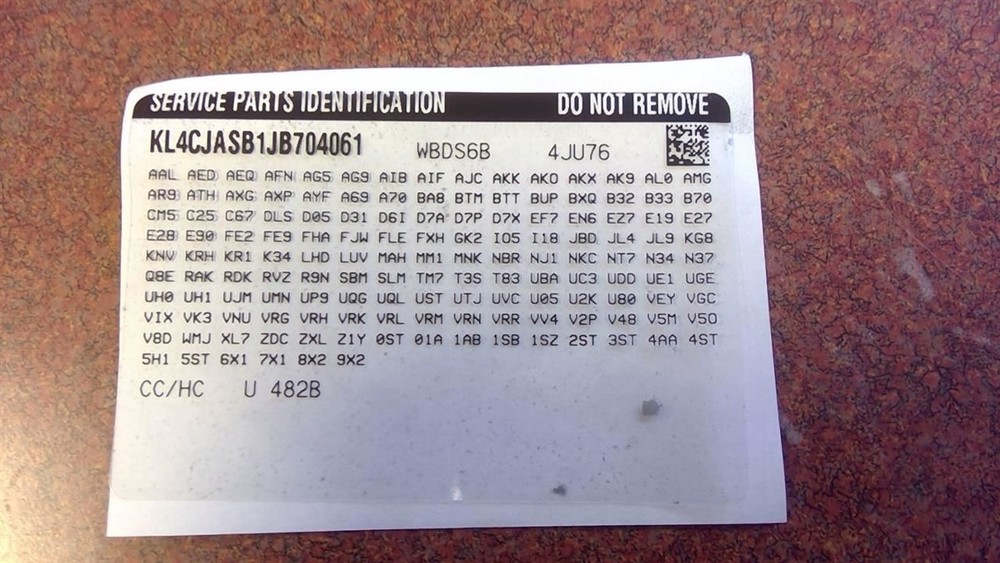 SERVICE PARTS IDENTIFICATION DO NOT REMOVE
KL4CJASB1JB704061 WBDS6B 4JU76
AAL AED AEQ AFN AG5 AG9 AIB AIF AJC AKK AKO AKX AK9 AL0 AMG
AR9 ATH AXG AXP AYF A69 A70 BA8 BTM BTT BUP BXQ B32 B33 B70
CM5 C25 C67 DLS D05 D31 D6I D7A D7P D7X EF7 EN6 EZ7 E19 E27
E28 E90 FE2 FE9 FHA FJW FLE FXH GK2 IO5 I18 JBD JL4 JL9 KG8
KNV KRH KR1 K34 LHD LUV MAH MM1 MNK NBR NJ1 NKC NT7 N34 N37
Q8E RAK RDK RVZ R9N SBM SLM TM7 T3S T83 UBA UC3 UDD UE1 UGE
UH0 UH1 UJM UMN UP9 UQG UQL UST UTJ UVC U05 U2K U80 VEY VGC
VIX VK3 VNU VRG VRH VRK VRL VRM VRN VRR VV4 V2P V48 V5M V5O
V8D WMJ XL7 ZDC ZXL Z1Y 0ST 01A 1AB 1SB 1SZ 2ST 3ST 4AA 4ST
5H1 5ST 6X1 7X1 8X2 9X2
CC/HC U 482B